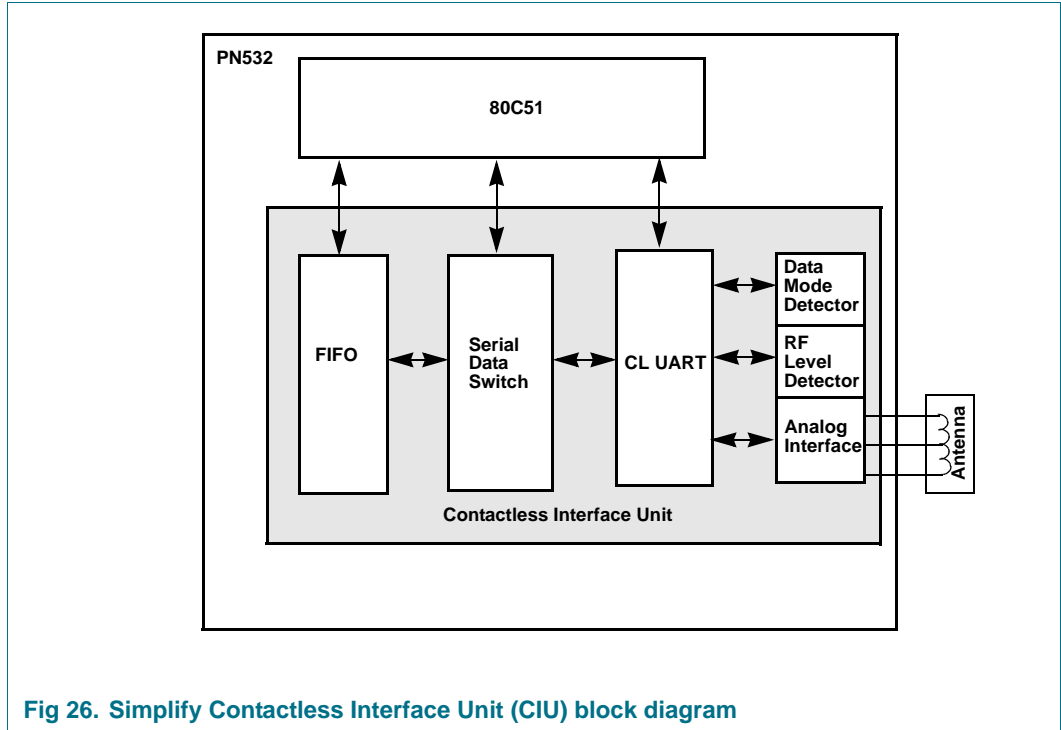 PN532
80C51
FIFO
Serial
Data
Switch
CL UART
Data
Mode
Detector
RF
Level
Detector
Analog
Interface
Antenna
Contactless Interface Unit
Fig 26. Simplify Contactless Interface Unit (CIU) block diagram